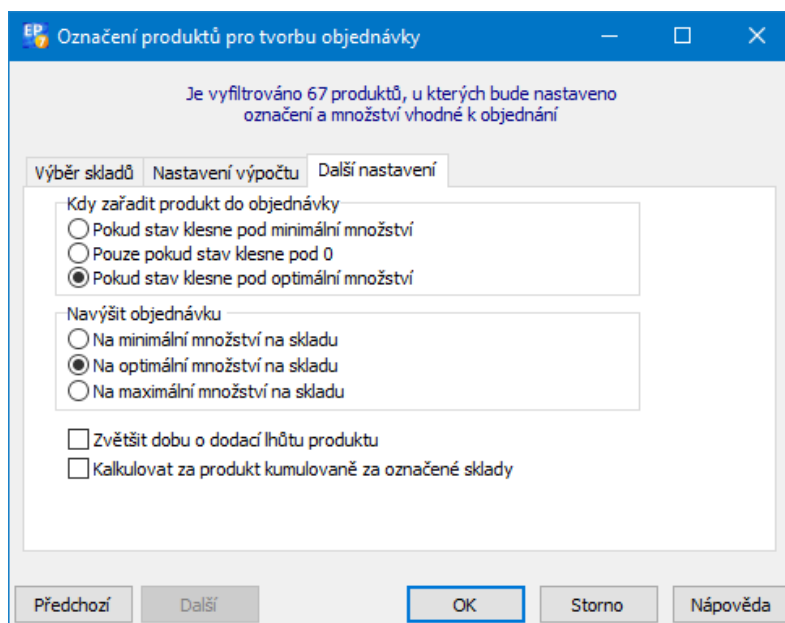 EP
7
Označení produktů pro tvorbu objednávky
Je vyfiltrováno 67 produktů, u kterých bude nastaveno
označení a množství vhodné k objednání
Výběr skladů Nastavení výpočtu Další nastavení
Kdy zařadit produkt do objednávky
Pokud stav klesne pod minimální množství
Pouze pokud stav klesne pod 0
Pokud stav klesne pod optimální množství
Navýšit objednávku
Na minimální množství na skladu
Na optimální množství na skladu
Na maximální množství na skladu
Zvětšit dobu o dodací lhůtu produktu
Kalkulovat za produkt kumulovaně za označené sklady
Předchozí Další OK Storno Nápověda